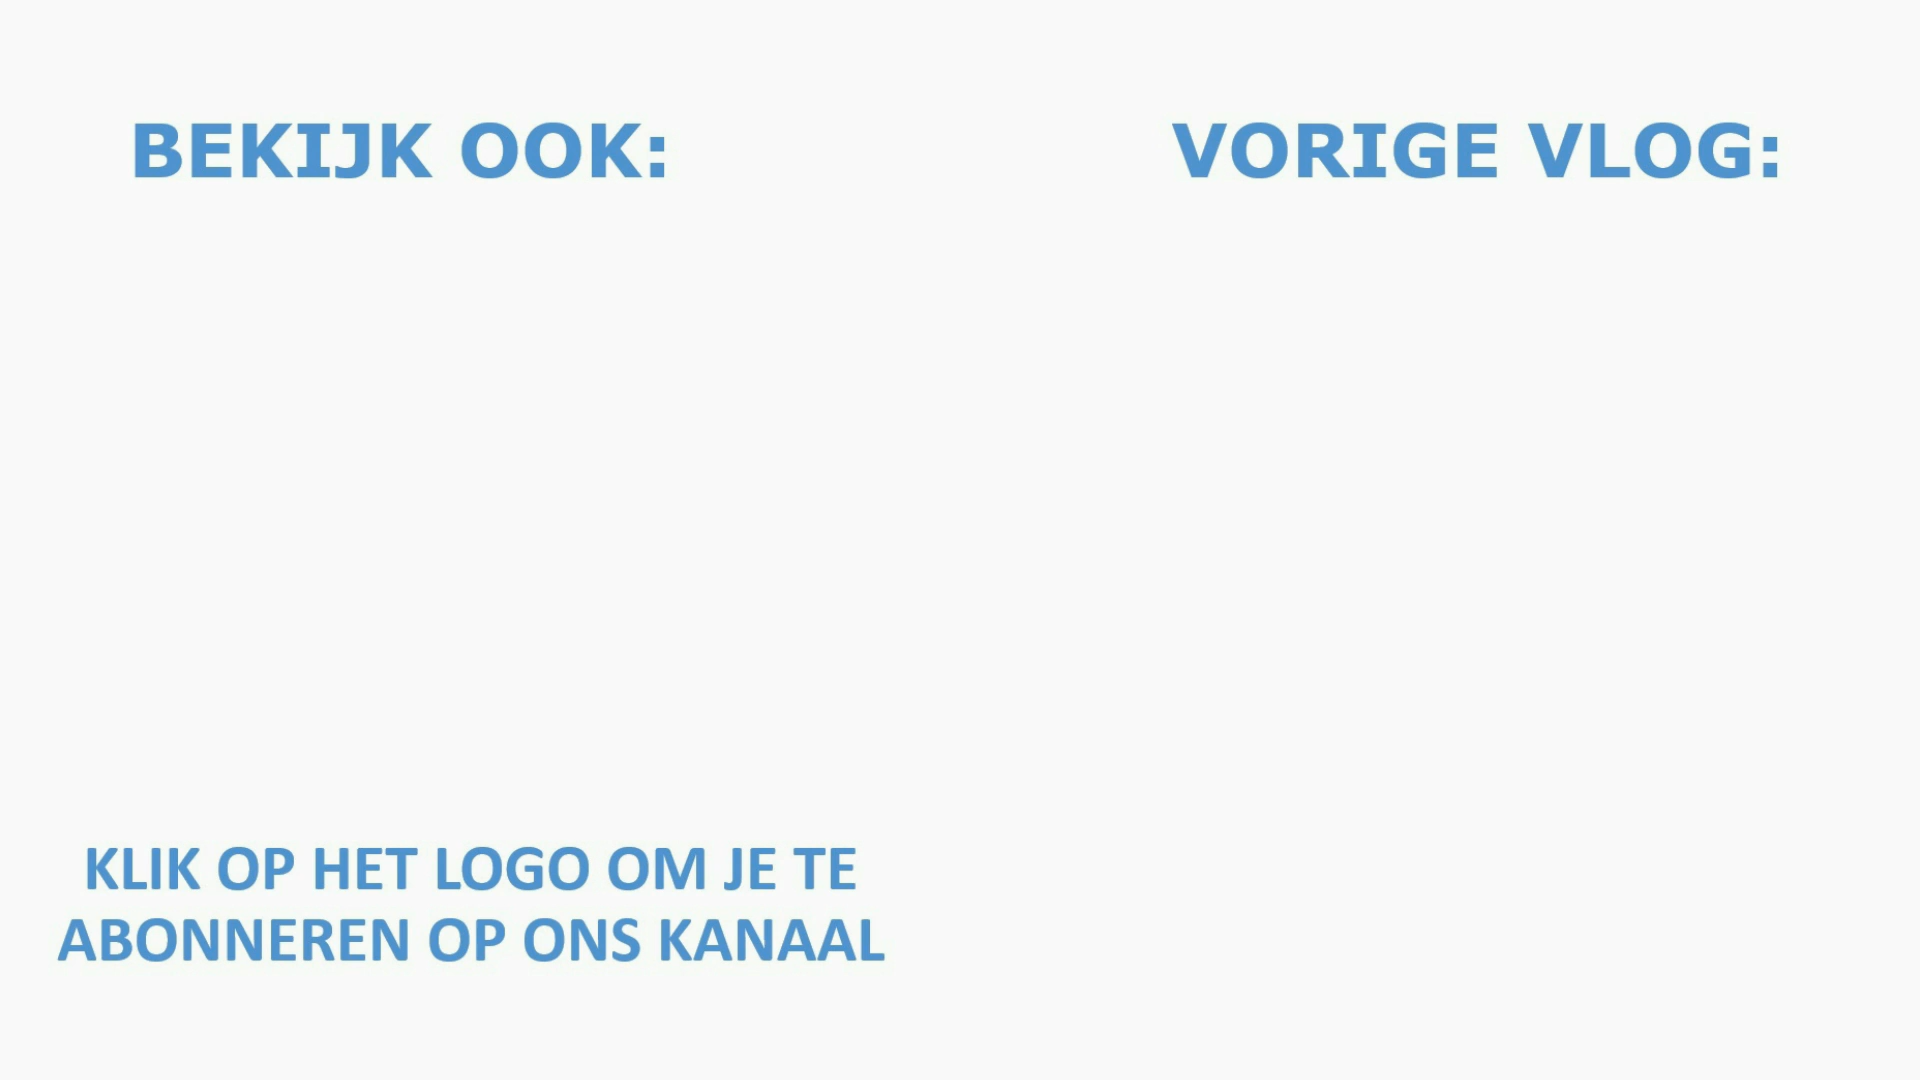 BEKIJK OOK:
VORIGE VLOG:
KLIK OP HET LOGO OM JE TE
ABONNEREN OP ONS KANAAL